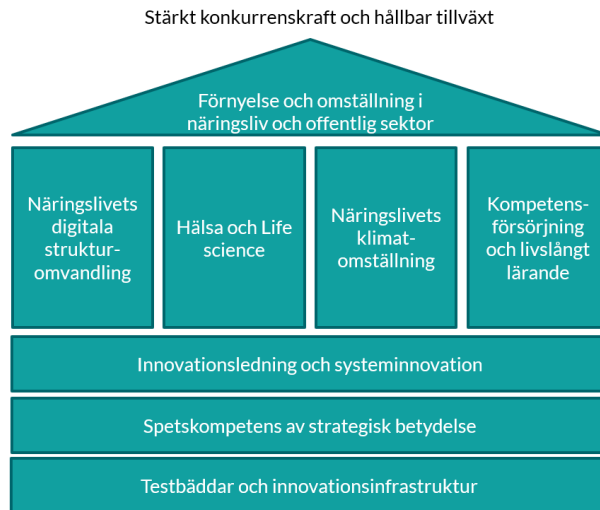 Stärkt konkurrenskraft och hållbar tillväxt
Förnyelse och omställning i
näringsliv och offentlig sektor
Näringslivets
digitala
struktur-
omvandling
Hälsa och Life
science
Näringslivets
klimat-
omställning
Kompetens-
försörjning
och livslångt
lärande
Innovationsledning och systeminnovation
Spetskompetens av strategisk betydelse
Testbäddar och innovationsinfrastruktur